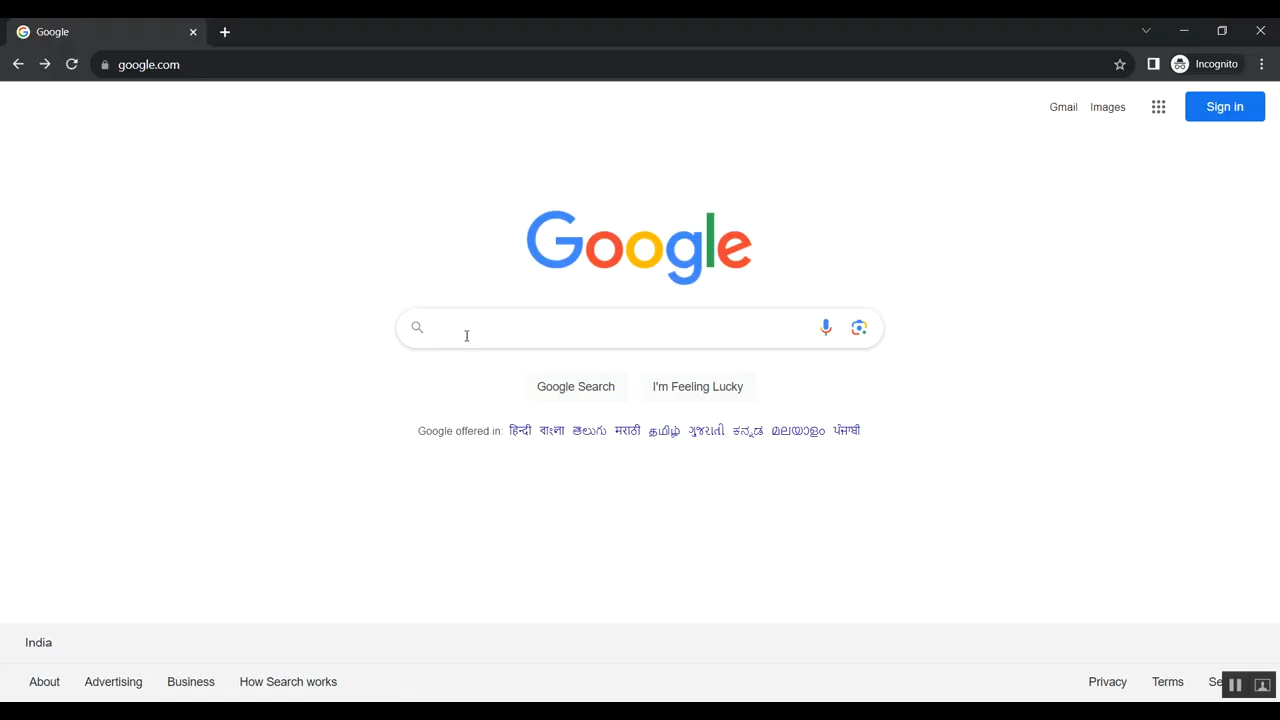 Google
google.com
Incognito
Gmail Images Sign in
Google
Google Search I'm Feeling Lucky
Google offered in: हिन्दी বাংলা తెలుగు मराठी தமிழ் ગુજરાતી ಕನ್ನಡ മലയാളം ਪੰਜਾਬੀ
India
About Advertising Business How Search works Privacy Terms Se